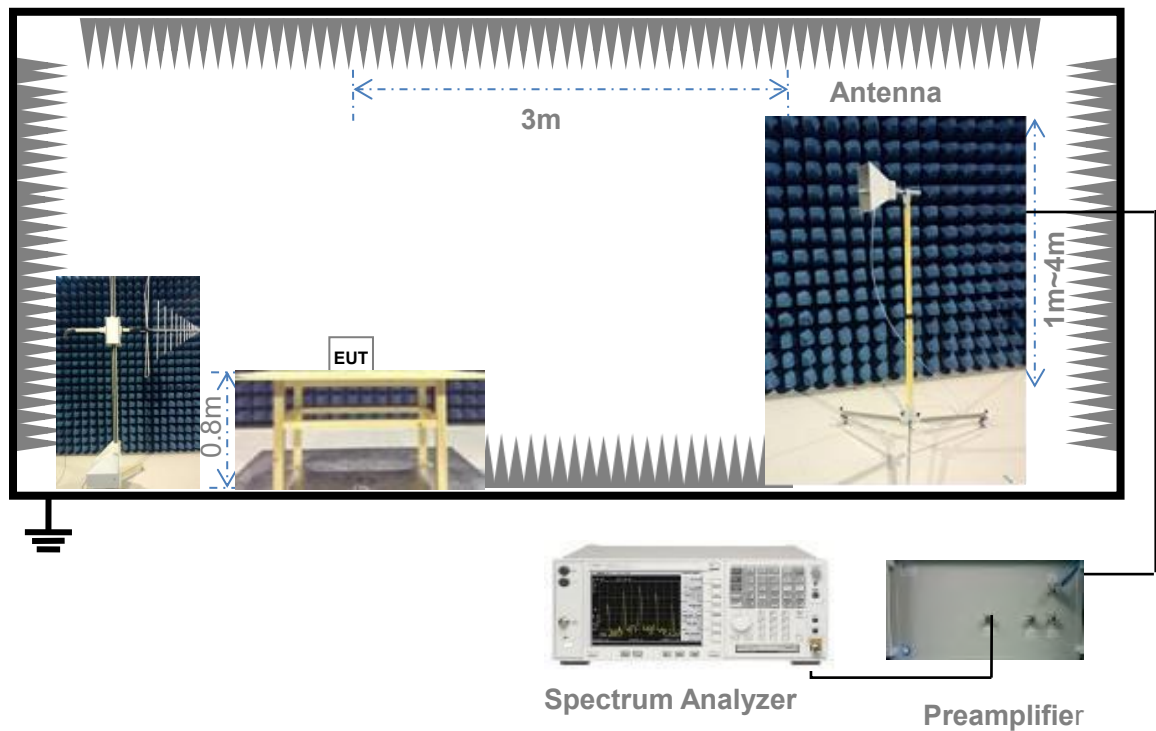 Antenna
3m
1m~4m
EUT
0.8m
Spectrum Analyzer
Preamplifier